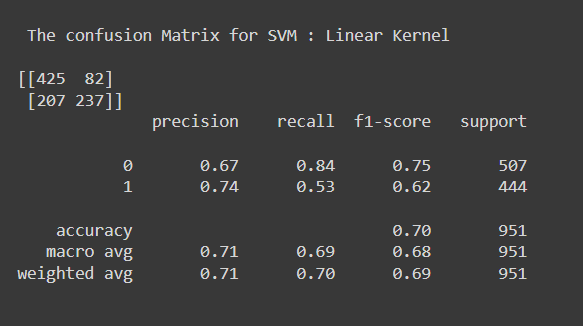 The confusion Matrix for SVM : Linear Kernel
[[425 82]
[207 237]]
precision recall f1-score support
0 0.67 0.84 0.75 507
1 0.74 0.53 0.62 444
accuracy 0.70 951
macro avg 0.71 0.69 0.68 951
weighted avg 0.71 0.70 0.69 951